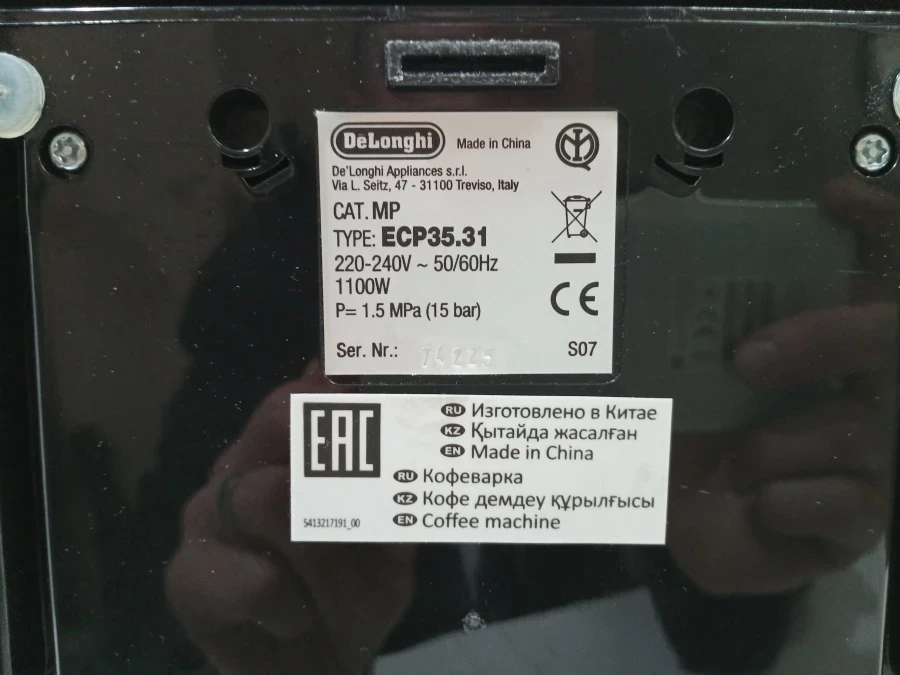 DeLonghi Made in China
De'Longhi Appliances s.r.l.
Via L. Seitz, 47 - 31100 Treviso, Italy
CAT. MP
TYPE: ECP35.31
220-240V ~ 50/60Hz
1100W
P= 1.5 MPa (15 bar)
CE
Ser. Nr.:
S07
EAC
RU Изготовлено в Китае
KZ Қытайда жасалған
EN Made in China
RU Кофеварка
KZ Кофе демдеу құрылғысы
EN Coffee machine
S413217191_00